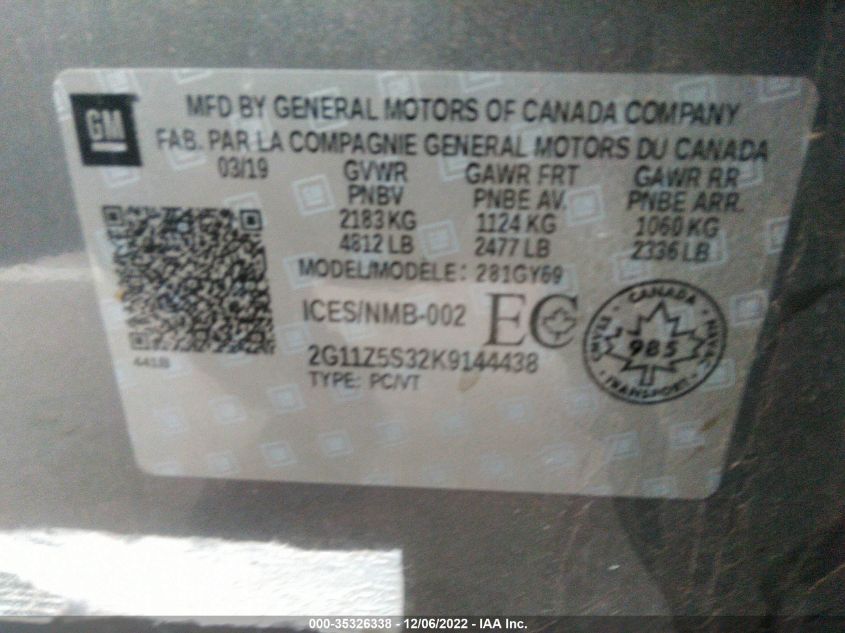 GM
MFD BY GENERAL MOTORS OF CANADA COMPANY
FAB. PAR LA COMPAGNIE GENERAL MOTORS DU CANADA
03/19 GVWR GAWR FRT GAWR RR
PNBV PNBE AV. PNBE ARR.
2183 KG 1124 KG 1060 KG
4812 LB 2477 LB 2336 LB
MODEL/MODELE: 281GY69
ICES/NMB-002 EC
441B
2G11Z5S32K9144438
TYPE: PC/VT
CANADA
985
TRANSPORT
000-35326338 - 12/06/2022 - IAA Inc.